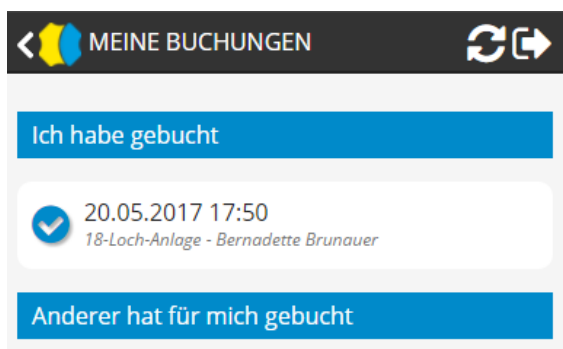 MEINE BUCHUNGEN
Ich habe gebucht
20.05.2017 17:50
18-Loch-Anlage - Bernadette Brunauer
Anderer hat für mich gebucht